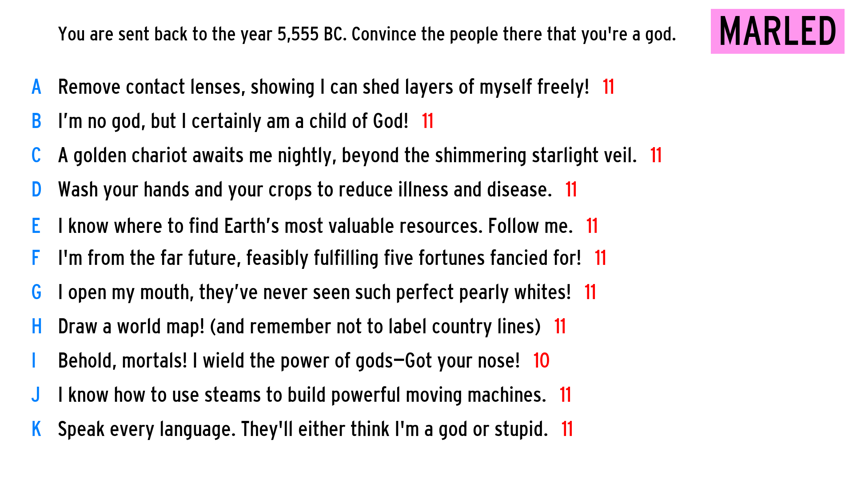 You are sent back to the year 5,555 BC. Convince the people there that you're a god.
MARLED
A Remove contact lenses, showing I can shed layers of myself freely! 11
B I’m no god, but I certainly am a child of God! 11
C A golden chariot awaits me nightly, beyond the shimmering starlight veil. 11
D Wash your hands and your crops to reduce illness and disease. 11
E I know where to find Earth’s most valuable resources. Follow me. 11
F I'm from the far future, feasibly fulfilling five fortunes fancied for! 11
G I open my mouth, they’ve never seen such perfect pearly whites! 11
H Draw a world map! (and remember not to label country lines) 11
I Behold, mortals! I wield the power of gods—Got your nose! 10
J I know how to use steams to build powerful moving machines. 11
K Speak every language. They'll either think I'm a god or stupid. 11